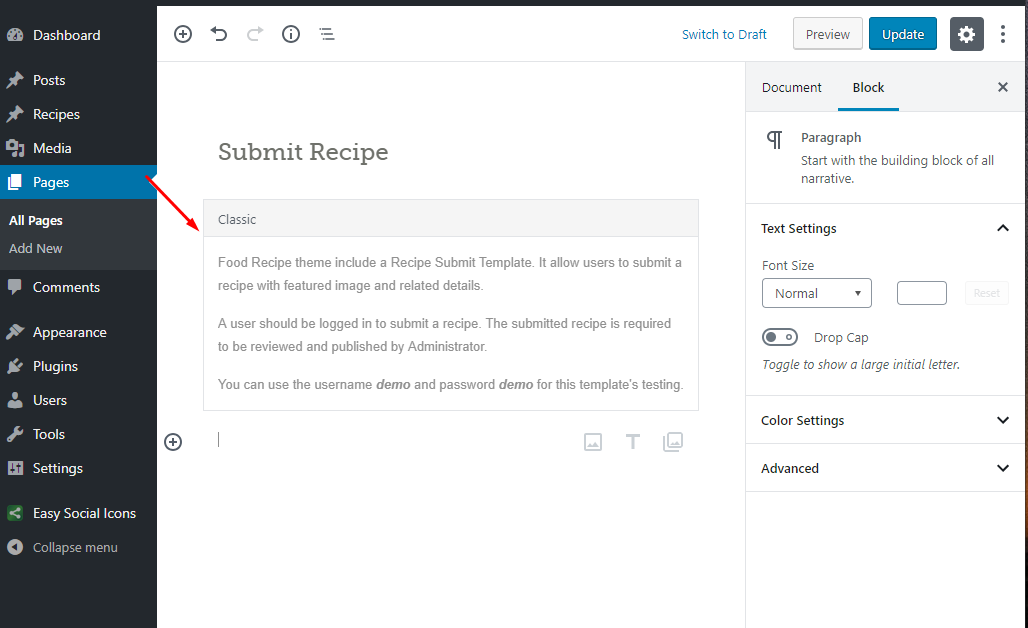 Dashboard
Posts
Recipes
Media
Pages
All Pages
Add New
Comments
Appearance
Plugins
Users
Tools
Settings
Easy Social Icons
Collapse menu
Switch to Draft
Preview
Update
Submit Recipe
Classic
Food Recipe theme include a Recipe Submit Template. It allow users to submit a
recipe with featured image and related details.
A user should be logged in to submit a recipe. The submitted recipe is required
to be reviewed and published by Administrator.
You can use the username demo and password demo for this template's testing.
Document
Block
Paragraph
Start with the building block of all
narrative.
Text Settings
Font Size
Normal
Reset
Drop Cap
Toggle to show a large initial letter.
Color Settings
Advanced